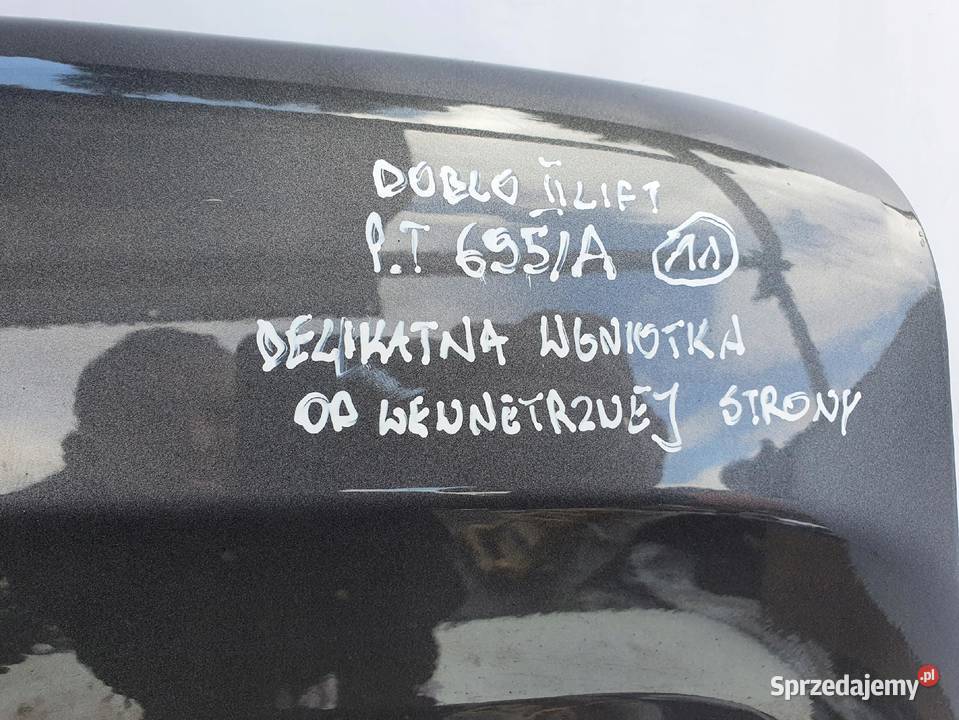 DOBLO II LIFT
P.T 695/A 11
DELIKATNA WGNIOTKA
OD WEWNĘTRZNEJ STRONY
Sprzedajemy.pl